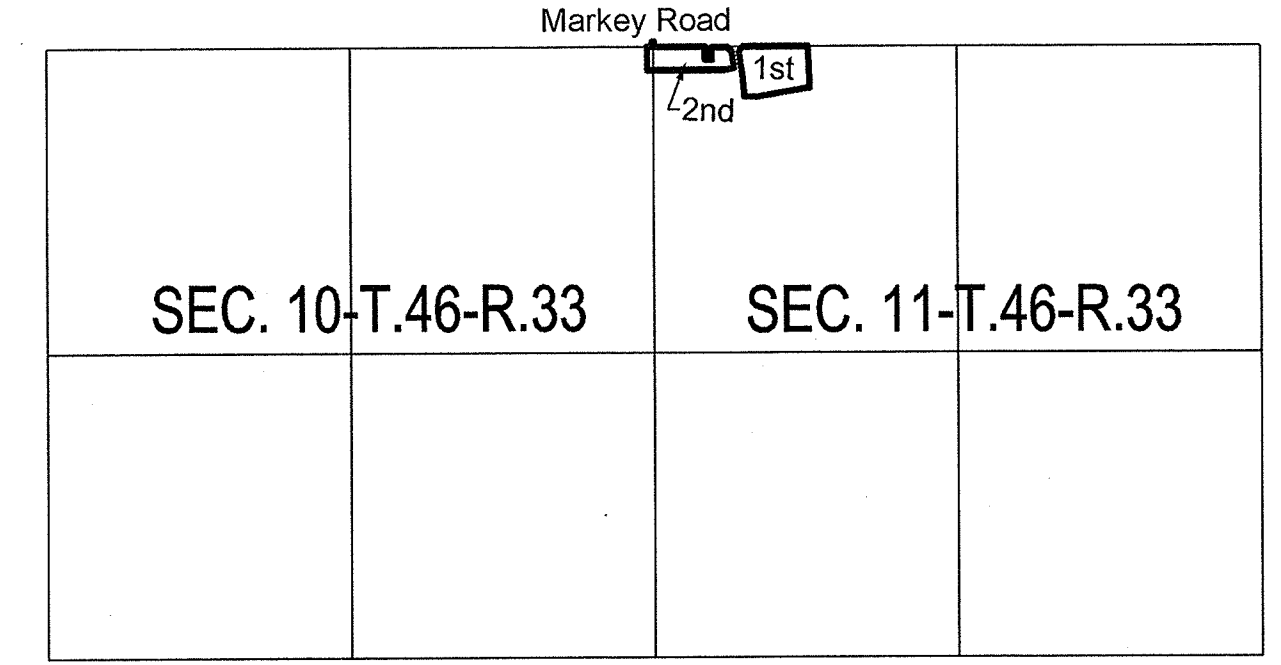 Markey Road
1st
2nd
SEC. 10-T.46-R.33
SEC. 11-T.46-R.33